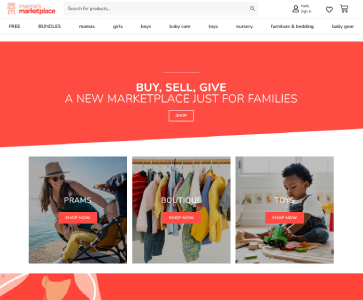 mama's
marketplace
Search for products...
Hello
Sign in
FREE BUNDLES mamas girls boys baby care toys nursery furniture & bedding baby gear
BUY, SELL, GIVE
A NEW MARKETPLACE JUST FOR FAMILIES
SHOP
PRAMS BOUTIQUE TOYS
SHOP NOW SHOP NOW SHOP NOW